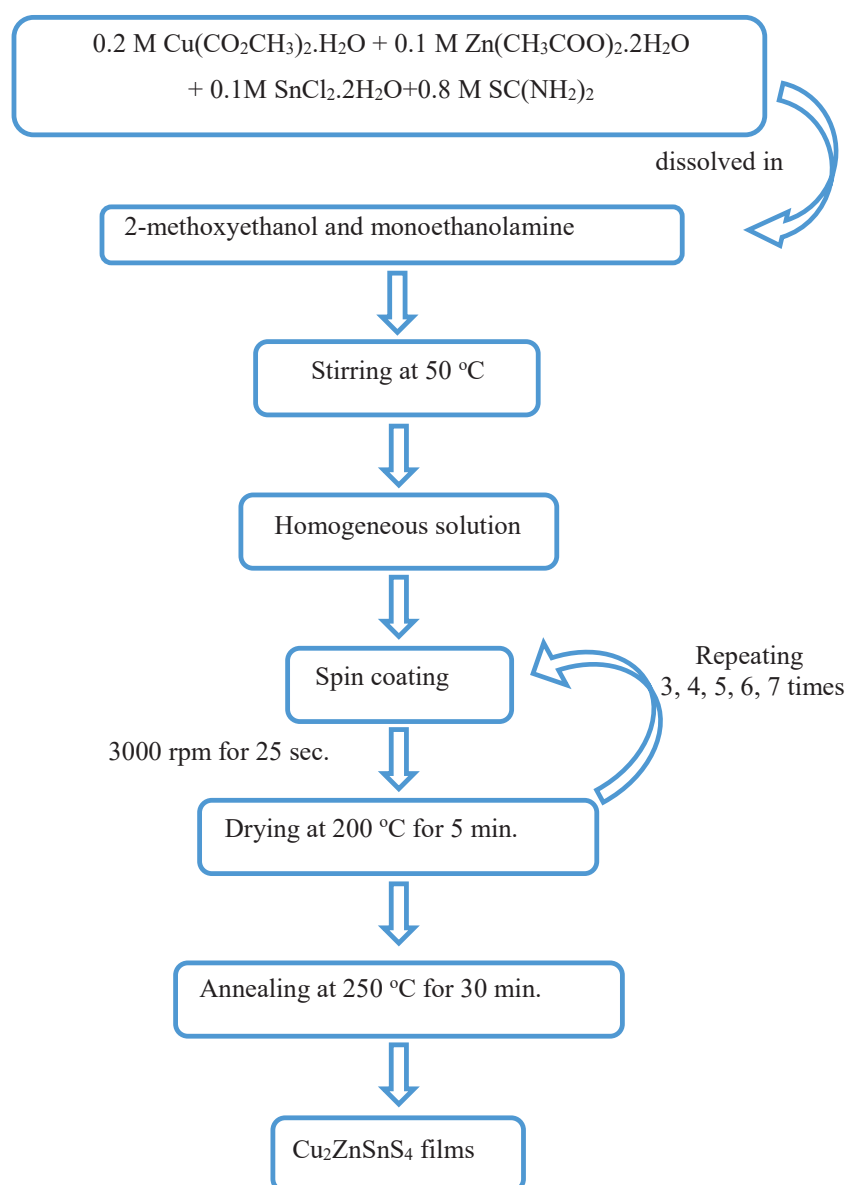 0.2 M Cu(CO₂CH₃)₂.H₂O + 0.1 M Zn(CH₃COO)₂.2H₂O
+ 0.1M SnCl₂.2H₂O+0.8 M SC(NH₂)₂
dissolved in
2-methoxyethanol and monoethanolamine
Stirring at 50 ºC
Homogeneous solution
Spin coating
Repeating
3, 4, 5, 6, 7 times
3000 rpm for 25 sec.
Drying at 200 ºC for 5 min.
Annealing at 250 ºC for 30 min.
Cu₂ZnSnS₄ films